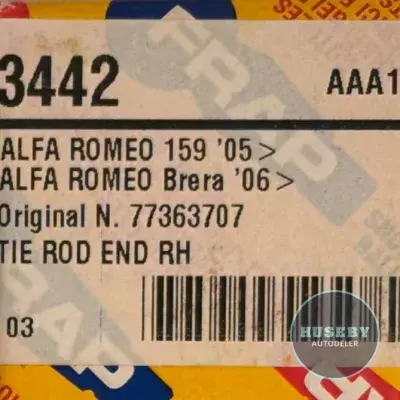 3442 AAA1
ALFA ROMEO 159 '05 >
ALFA ROMEO Brera '06 >
Original N. 77363707
TIE ROD END RH
03
FRAP
FRAP
HUSEBY
AUTODELER